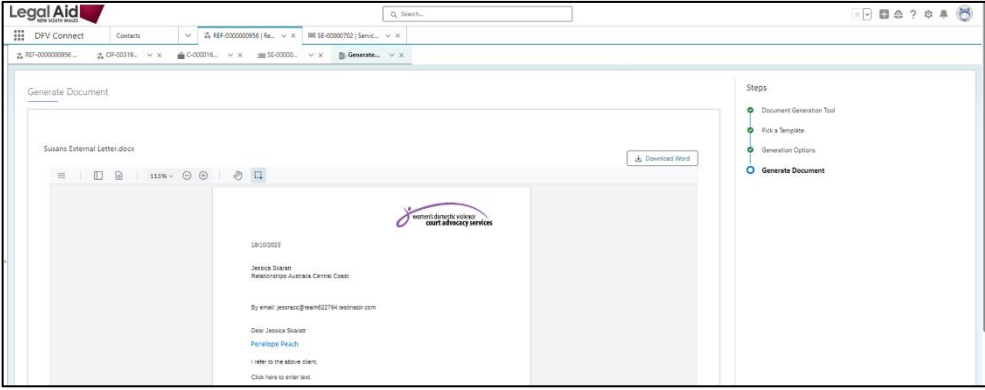 Legal Aid
NEW SOUTH WALES
Search...
DFV Connect
Contacts
REF-0000000956 | Re...
SE-00000702 | Servic...
REF-0000000956 ...
OP-00319...
C-000016...
SE-00000...
Generate...
Generate Document
Susans External Letter.docx
Download Word
113%
women's domestic violence
court advocacy services
18/10/2023
Jessica Skaratt
Relationships Australia Central Coast
By email: jessracc@team622794.testinator.com
Dear Jessica Skaratt
Penelope Peach
I refer to the above client.
Click here to enter text.
Steps
Document Generation Tool
Pick a Template
Generation Options
Generate Document